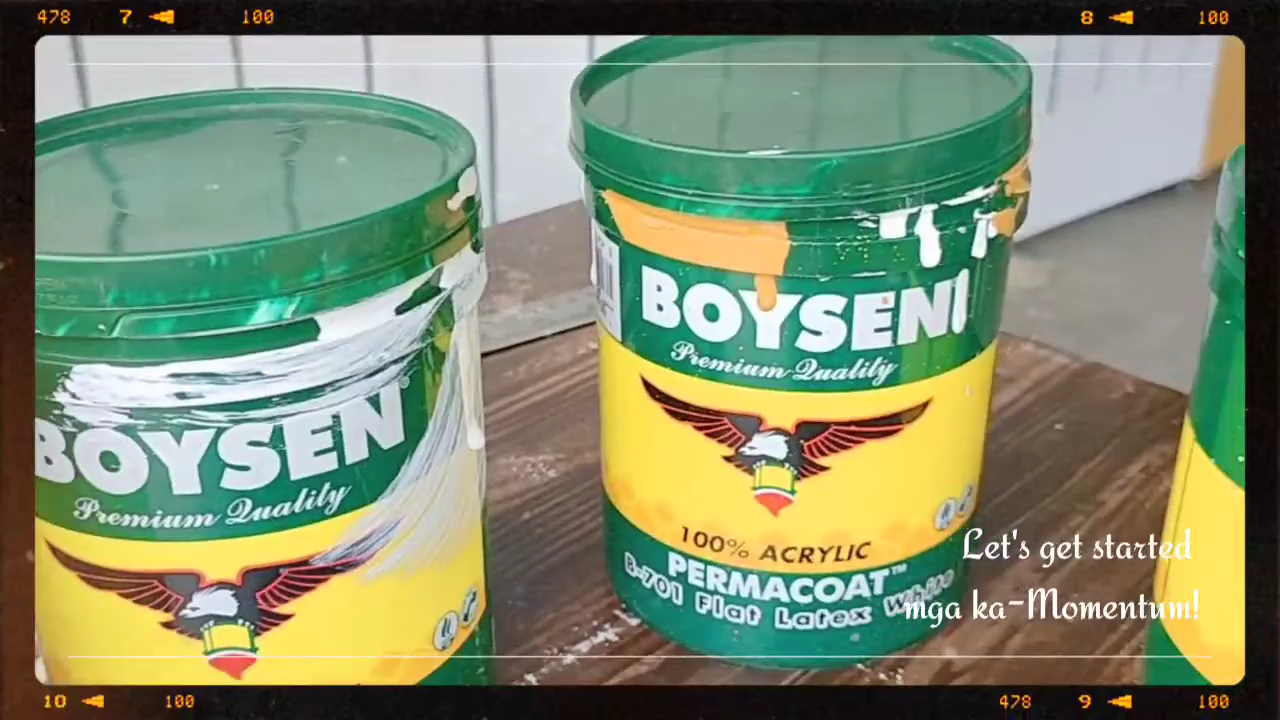 478 7 100
8 100
BOYSEN®
Premium Quality
BOYSEN
Premium Quality
100% ACRYLIC
PERMACOAT™
B-701 Flat Latex White
Let's get started
mga ka-Momentum!
10 100
478 9 100